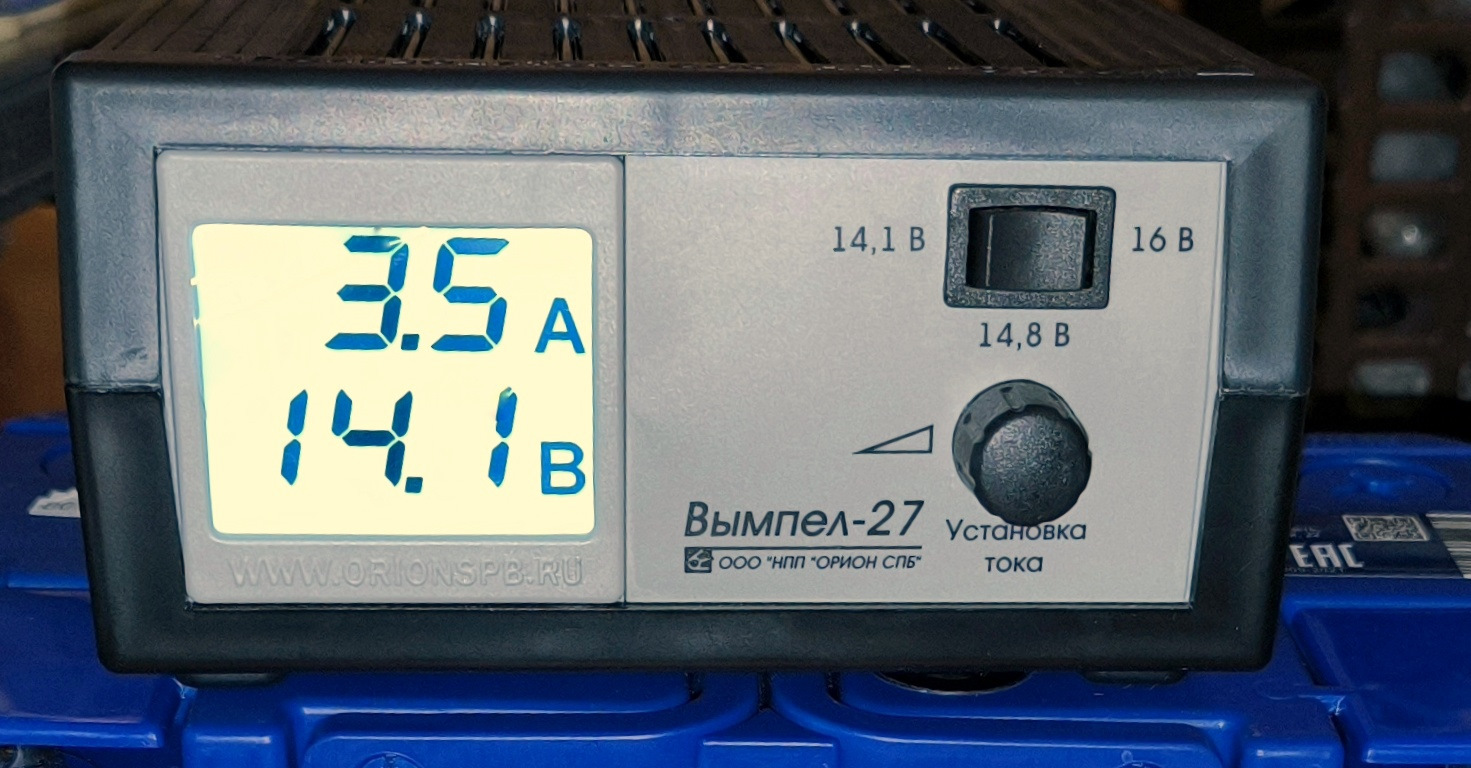 3.5 А
14.1 В
WWW.ORIONSPB.RU
14,1 В
16 В
14,8 В
Вымпел-27
ООО "НПП "ОРИОН СПБ"
Установка
тока
ЕАС